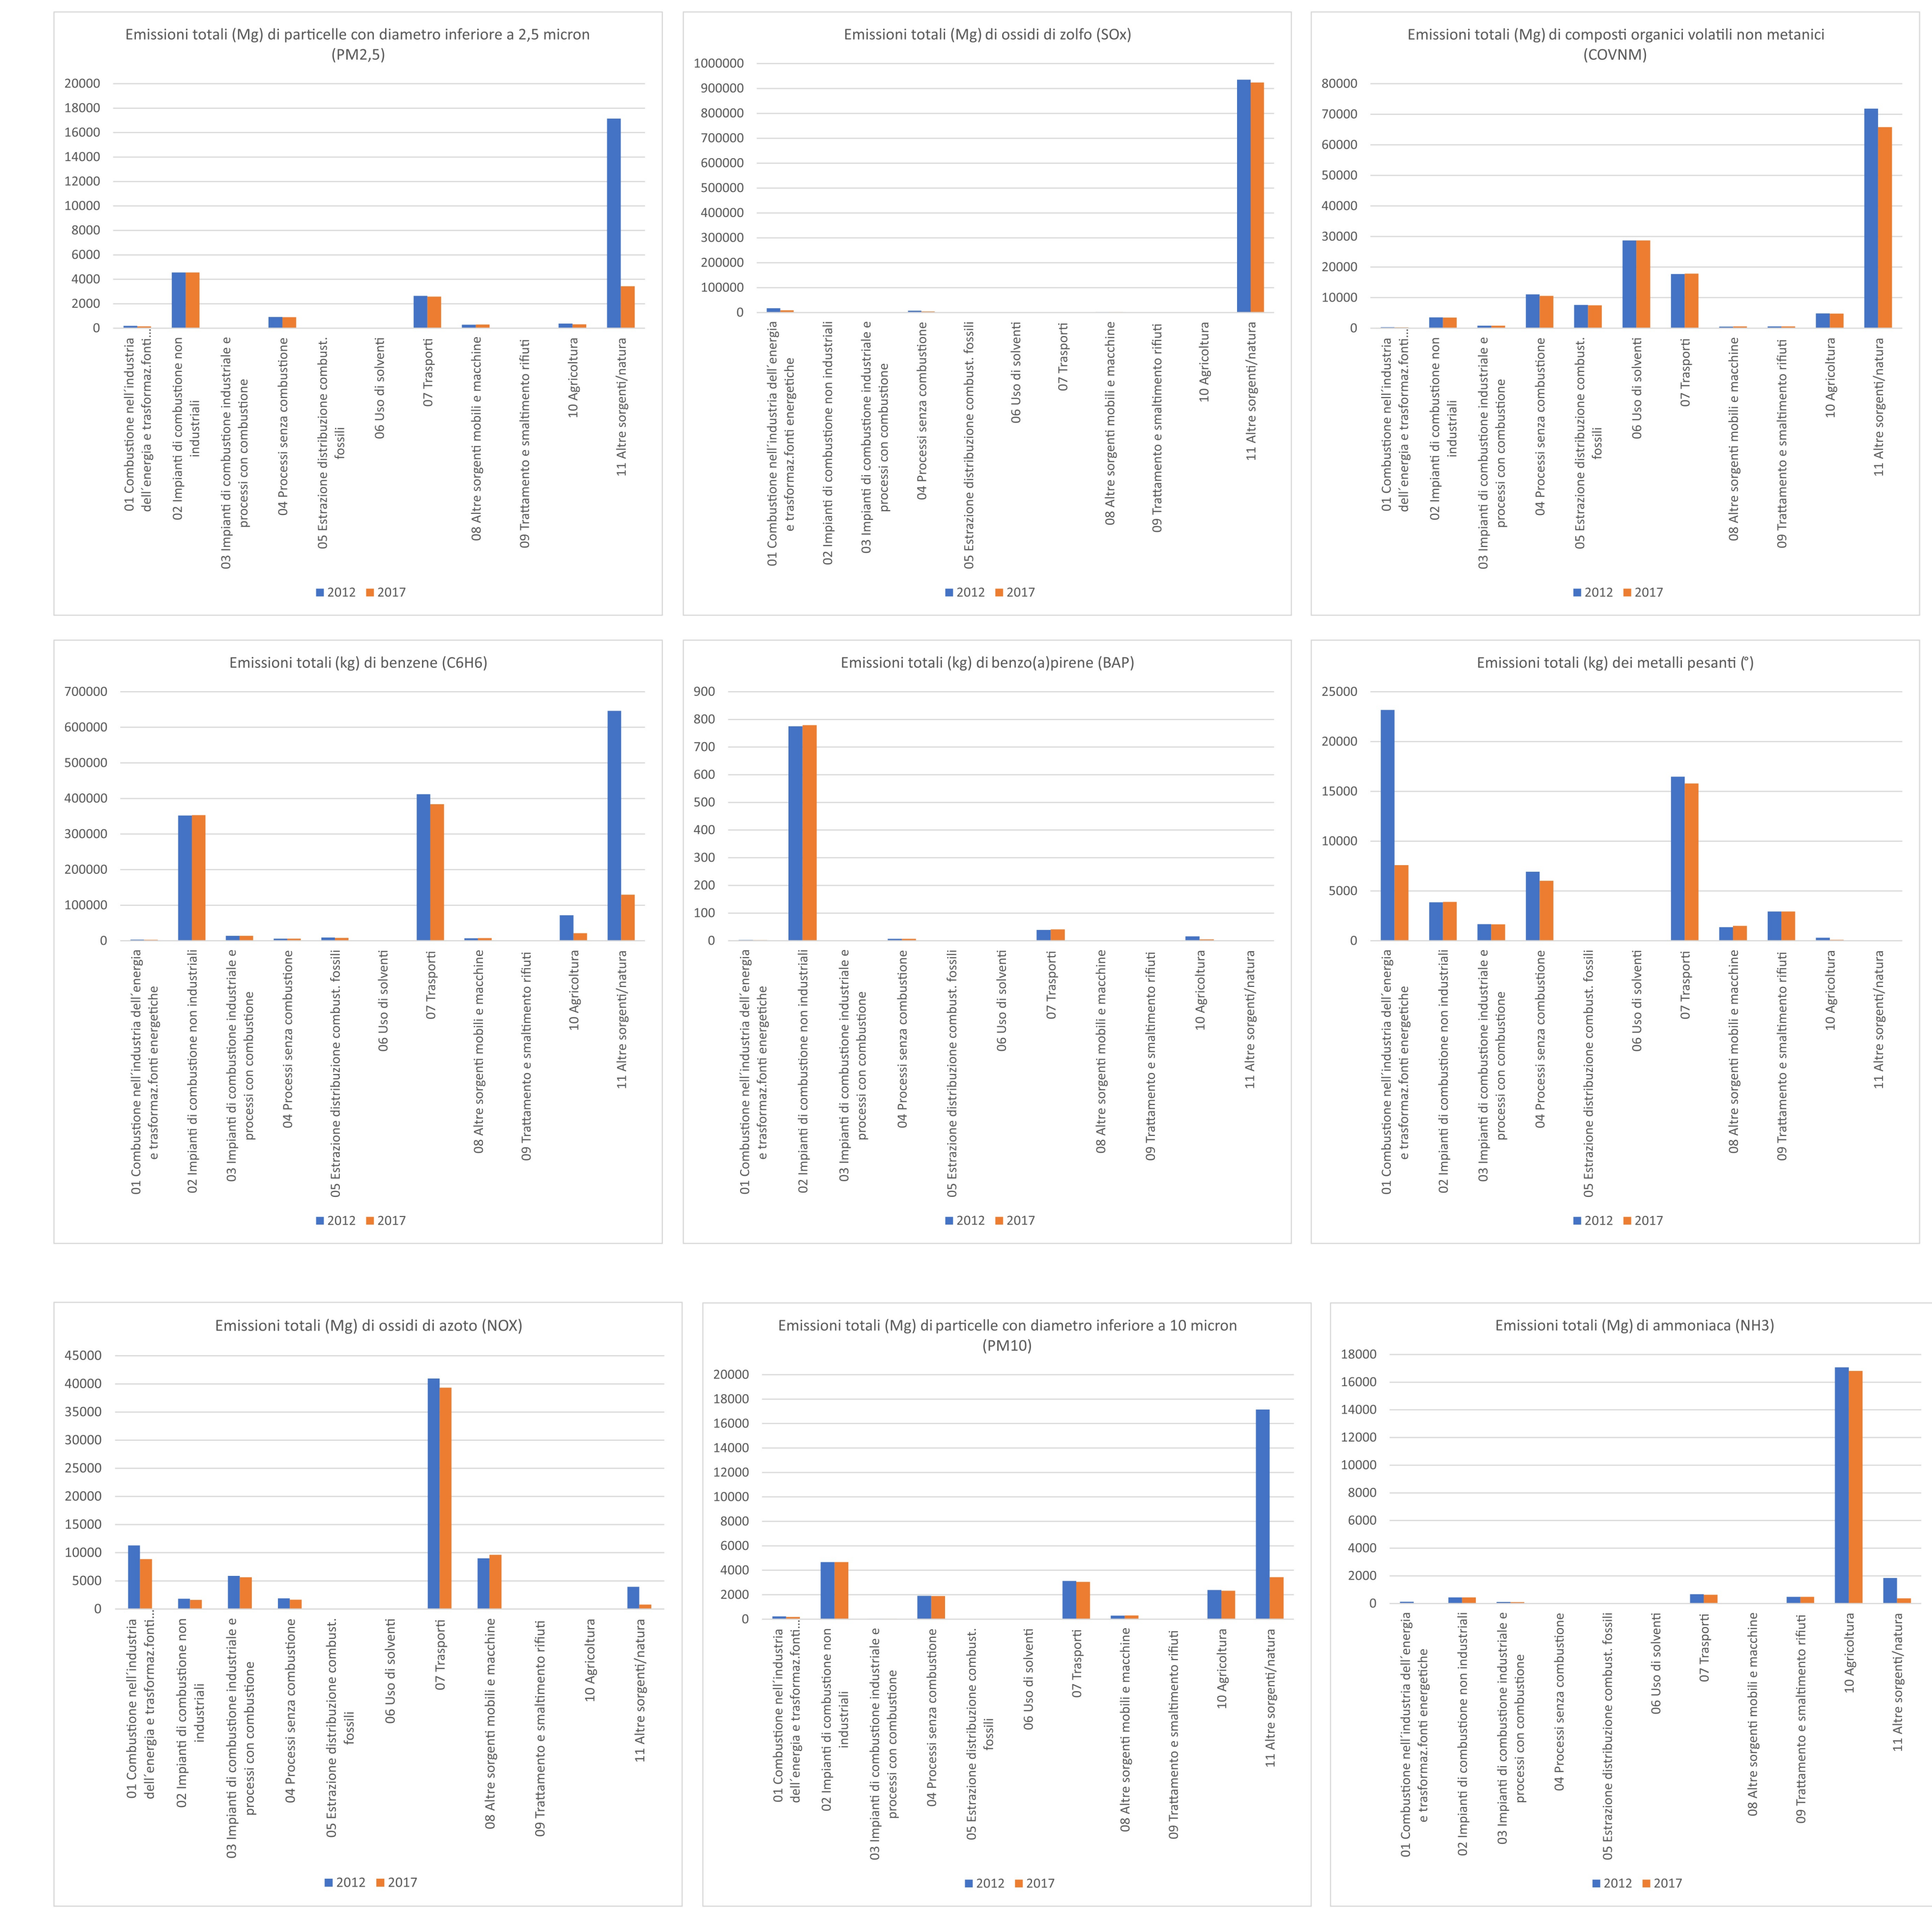 Emissioni totali (Mg) di particelle con diametro inferiore a 2,5 micron
(PM2,5)
20000
18000
16000
14000
12000
10000
8000
6000
4000
2000
0
01 Combustione nell´industria
dell´energia e trasformaz.fonti…
02 Impianti di combustione non
industriali
03 Impianti di combustione industriale e
processi con combustione
04 Processi senza combustione
05 Estrazione distribuzione combust.
fossili
06 Uso di solventi
07 Trasporti
08 Altre sorgenti mobili e macchine
09 Trattamento e smaltimento rifiuti
10 Agricoltura
11 Altre sorgenti/natura
2012 2017
Emissioni totali (Mg) di ossidi di zolfo (SOx)
1000000
900000
800000
700000
600000
500000
400000
300000
200000
100000
0
01 Combustione nell´industria dell´energia
e trasformaz.fonti energetiche
02 Impianti di combustione non industriali
03 Impianti di combustione industriale e
processi con combustione
04 Processi senza combustione
05 Estrazione distribuzione combust. fossili
06 Uso di solventi
07 Trasporti
08 Altre sorgenti mobili e macchine
09 Trattamento e smaltimento rifiuti
10 Agricoltura
11 Altre sorgenti/natura
2012 2017
Emissioni totali (Mg) di composti organici volatili non metanici
(COVNM)
80000
70000
60000
50000
40000
30000
20000
10000
0
01 Combustione nell´industria
dell´energia e trasformaz.fonti…
02 Impianti di combustione non
industriali
03 Impianti di combustione industriale e
processi con combustione
04 Processi senza combustione
05 Estrazione distribuzione combust.
fossili
06 Uso di solventi
07 Trasporti
08 Altre sorgenti mobili e macchine
09 Trattamento e smaltimento rifiuti
10 Agricoltura
11 Altre sorgenti/natura
2012 2017
Emissioni totali (kg) di benzene (C6H6)
700000
600000
500000
400000
300000
200000
100000
0
01 Combustione nell´industria dell´energia
e trasformaz.fonti energetiche
02 Impianti di combustione non industriali
03 Impianti di combustione industriale e
processi con combustione
04 Processi senza combustione
05 Estrazione distribuzione combust. fossili
06 Uso di solventi
07 Trasporti
08 Altre sorgenti mobili e macchine
09 Trattamento e smaltimento rifiuti
10 Agricoltura
11 Altre sorgenti/natura
2012 2017
Emissioni totali (kg) di benzo(a)pirene (BAP)
900
800
700
600
500
400
300
200
100
0
01 Combustione nell´industria dell´energia
e trasformaz.fonti energetiche
02 Impianti di combustione non industriali
03 Impianti di combustione industriale e
processi con combustione
04 Processi senza combustione
05 Estrazione distribuzione combust. fossili
06 Uso di solventi
07 Trasporti
08 Altre sorgenti mobili e macchine
09 Trattamento e smaltimento rifiuti
10 Agricoltura
11 Altre sorgenti/natura
2012 2017
Emissioni totali (kg) dei metalli pesanti (°)
25000
20000
15000
10000
5000
0
01 Combustione nell´industria dell´energia
e trasformaz.fonti energetiche
02 Impianti di combustione non industriali
03 Impianti di combustione industriale e
processi con combustione
04 Processi senza combustione
05 Estrazione distribuzione combust. fossili
06 Uso di solventi
07 Trasporti
08 Altre sorgenti mobili e macchine
09 Trattamento e smaltimento rifiuti
10 Agricoltura
11 Altre sorgenti/natura
2012 2017
Emissioni totali (Mg) di ossidi di azoto (NOX)
45000
40000
35000
30000
25000
20000
15000
10000
5000
0
01 Combustione nell´industria
dell´energia e trasformaz.fonti…
02 Impianti di combustione non
industriali
03 Impianti di combustione industriale e
processi con combustione
04 Processi senza combustione
05 Estrazione distribuzione combust.
fossili
06 Uso di solventi
07 Trasporti
08 Altre sorgenti mobili e macchine
09 Trattamento e smaltimento rifiuti
10 Agricoltura
11 Altre sorgenti/natura
2012 2017
Emissioni totali (Mg) di particelle con diametro inferiore a 10 micron
(PM10)
20000
18000
16000
14000
12000
10000
8000
6000
4000
2000
0
01 Combustione nell´industria
dell´energia e trasformaz.fonti…
02 Impianti di combustione non
industriali
03 Impianti di combustione industriale e
processi con combustione
04 Processi senza combustione
05 Estrazione distribuzione combust.
fossili
06 Uso di solventi
07 Trasporti
08 Altre sorgenti mobili e macchine
09 Trattamento e smaltimento rifiuti
10 Agricoltura
11 Altre sorgenti/natura
2012 2017
Emissioni totali (Mg) di ammoniaca (NH3)
18000
16000
14000
12000
10000
8000
6000
4000
2000
0
01 Combustione nell´industria dell´energia
e trasformaz.fonti energetiche
02 Impianti di combustione non industriali
03 Impianti di combustione industriale e
processi con combustione
04 Processi senza combustione
05 Estrazione distribuzione combust. fossili
06 Uso di solventi
07 Trasporti
08 Altre sorgenti mobili e macchine
09 Trattamento e smaltimento rifiuti
10 Agricoltura
11 Altre sorgenti/natura
2012 2017